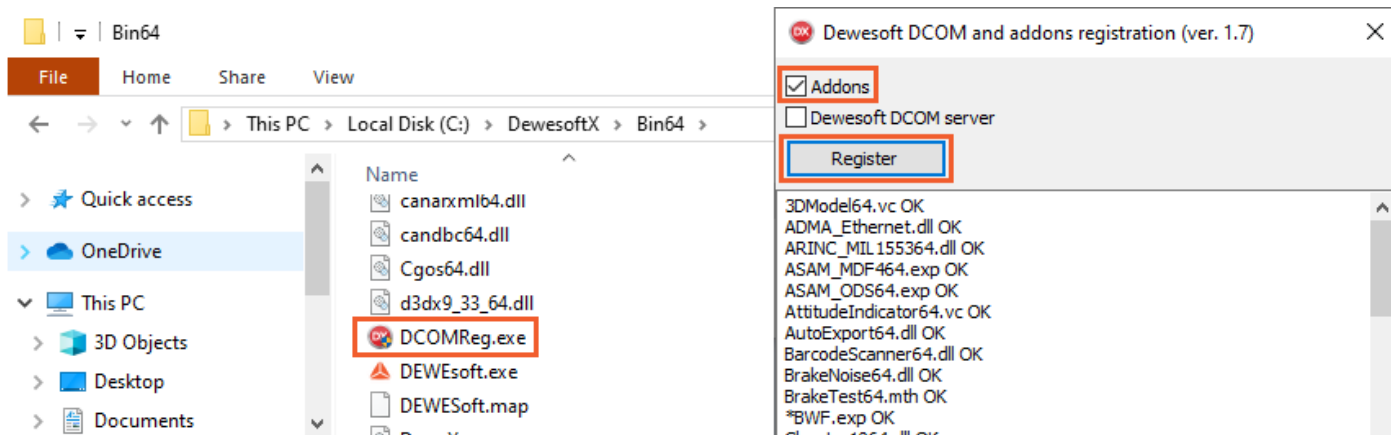 Bin64
File Home Share View
This PC > Local Disk (C:) > DewesoftX > Bin64 >
Quick access
OneDrive
This PC
3D Objects
Desktop
Documents
Name
canarxml64.dll
candbc64.dll
Cgos64.dll
d3dx9_33_64.dll
DCOMReg.exe
DEWEsoft.exe
DEWESoft.map
Dewesoft DCOM and addons registration (ver. 1.7)
Addons
Dewesoft DCOM server
Register
3DModel64.vc OK
ADMA_Ethernet.dll OK
ARINC_MIL155364.dll OK
ASAM_MDF464.exp OK
ASAM_ODS64.exp OK
AttitudeIndicator64.vc OK
AutoExport64.dll OK
BarcodeScanner64.dll OK
BrakeNoise64.dll OK
BrakeTest64.mth OK
*BWF.exp OK